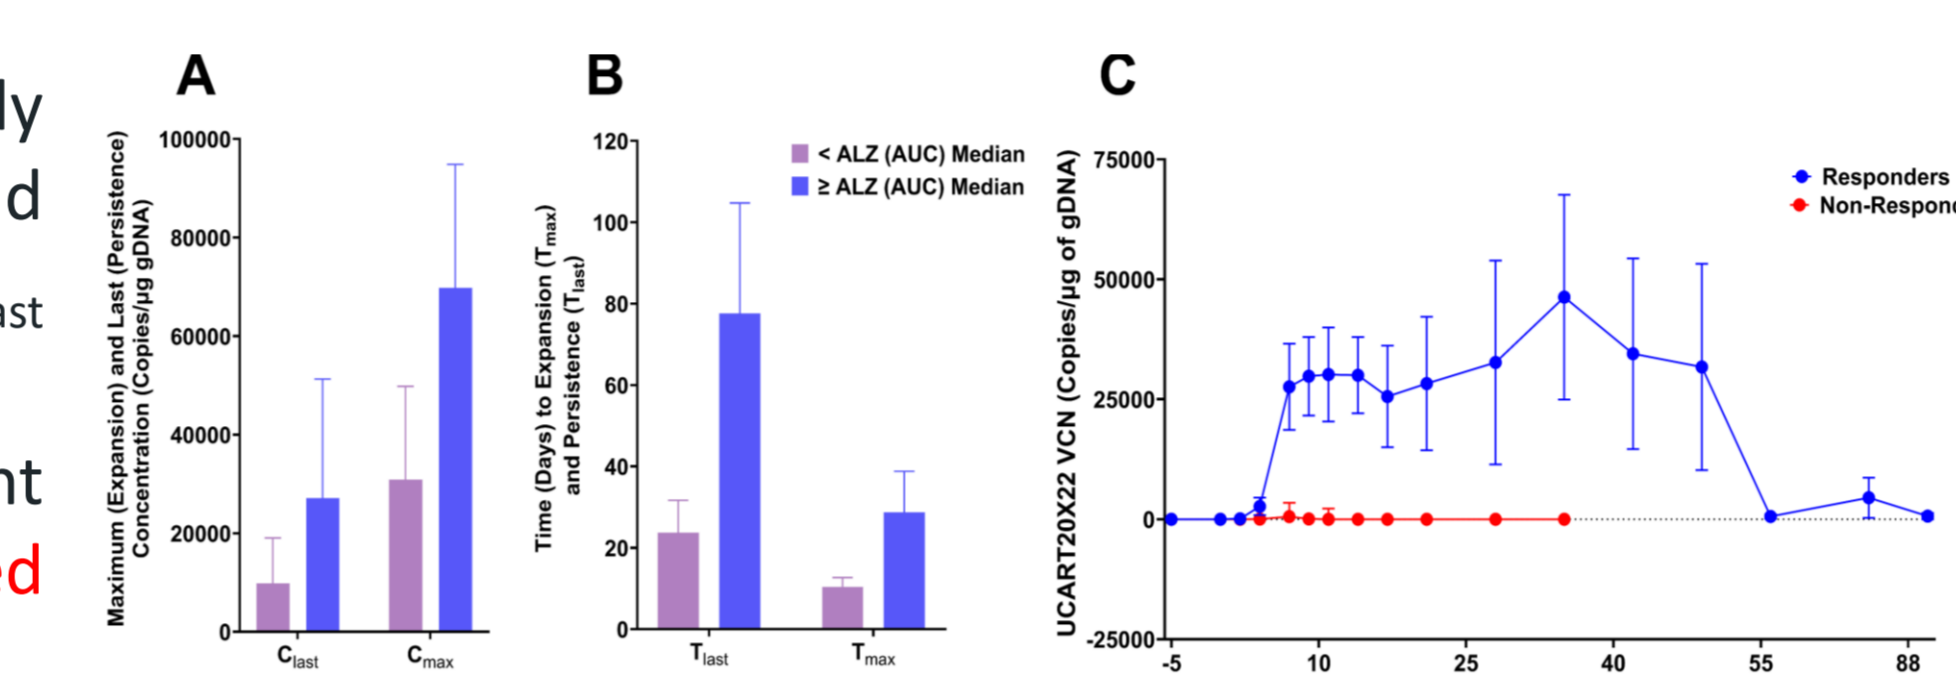 ly
d
ast
nt
ed
A
Maximum (Expansion) and Last (Persistence)
Concentration (Copies/µg gDNA)
100000
80000
60000
40000
20000
0
Clast
Cmax
B
Time (Days) to Expansion (Tmax)
and Persistence (Tlast)
120
100
80
60
40
20
0
< ALZ (AUC) Median
≥ ALZ (AUC) Median
Tlast
Tmax
C
UCART20X22 VCN (Copies/µg of gDNA)
75000
50000
25000
0
-25000
Responders
Non-Respon
-5
10
25
40
55
88